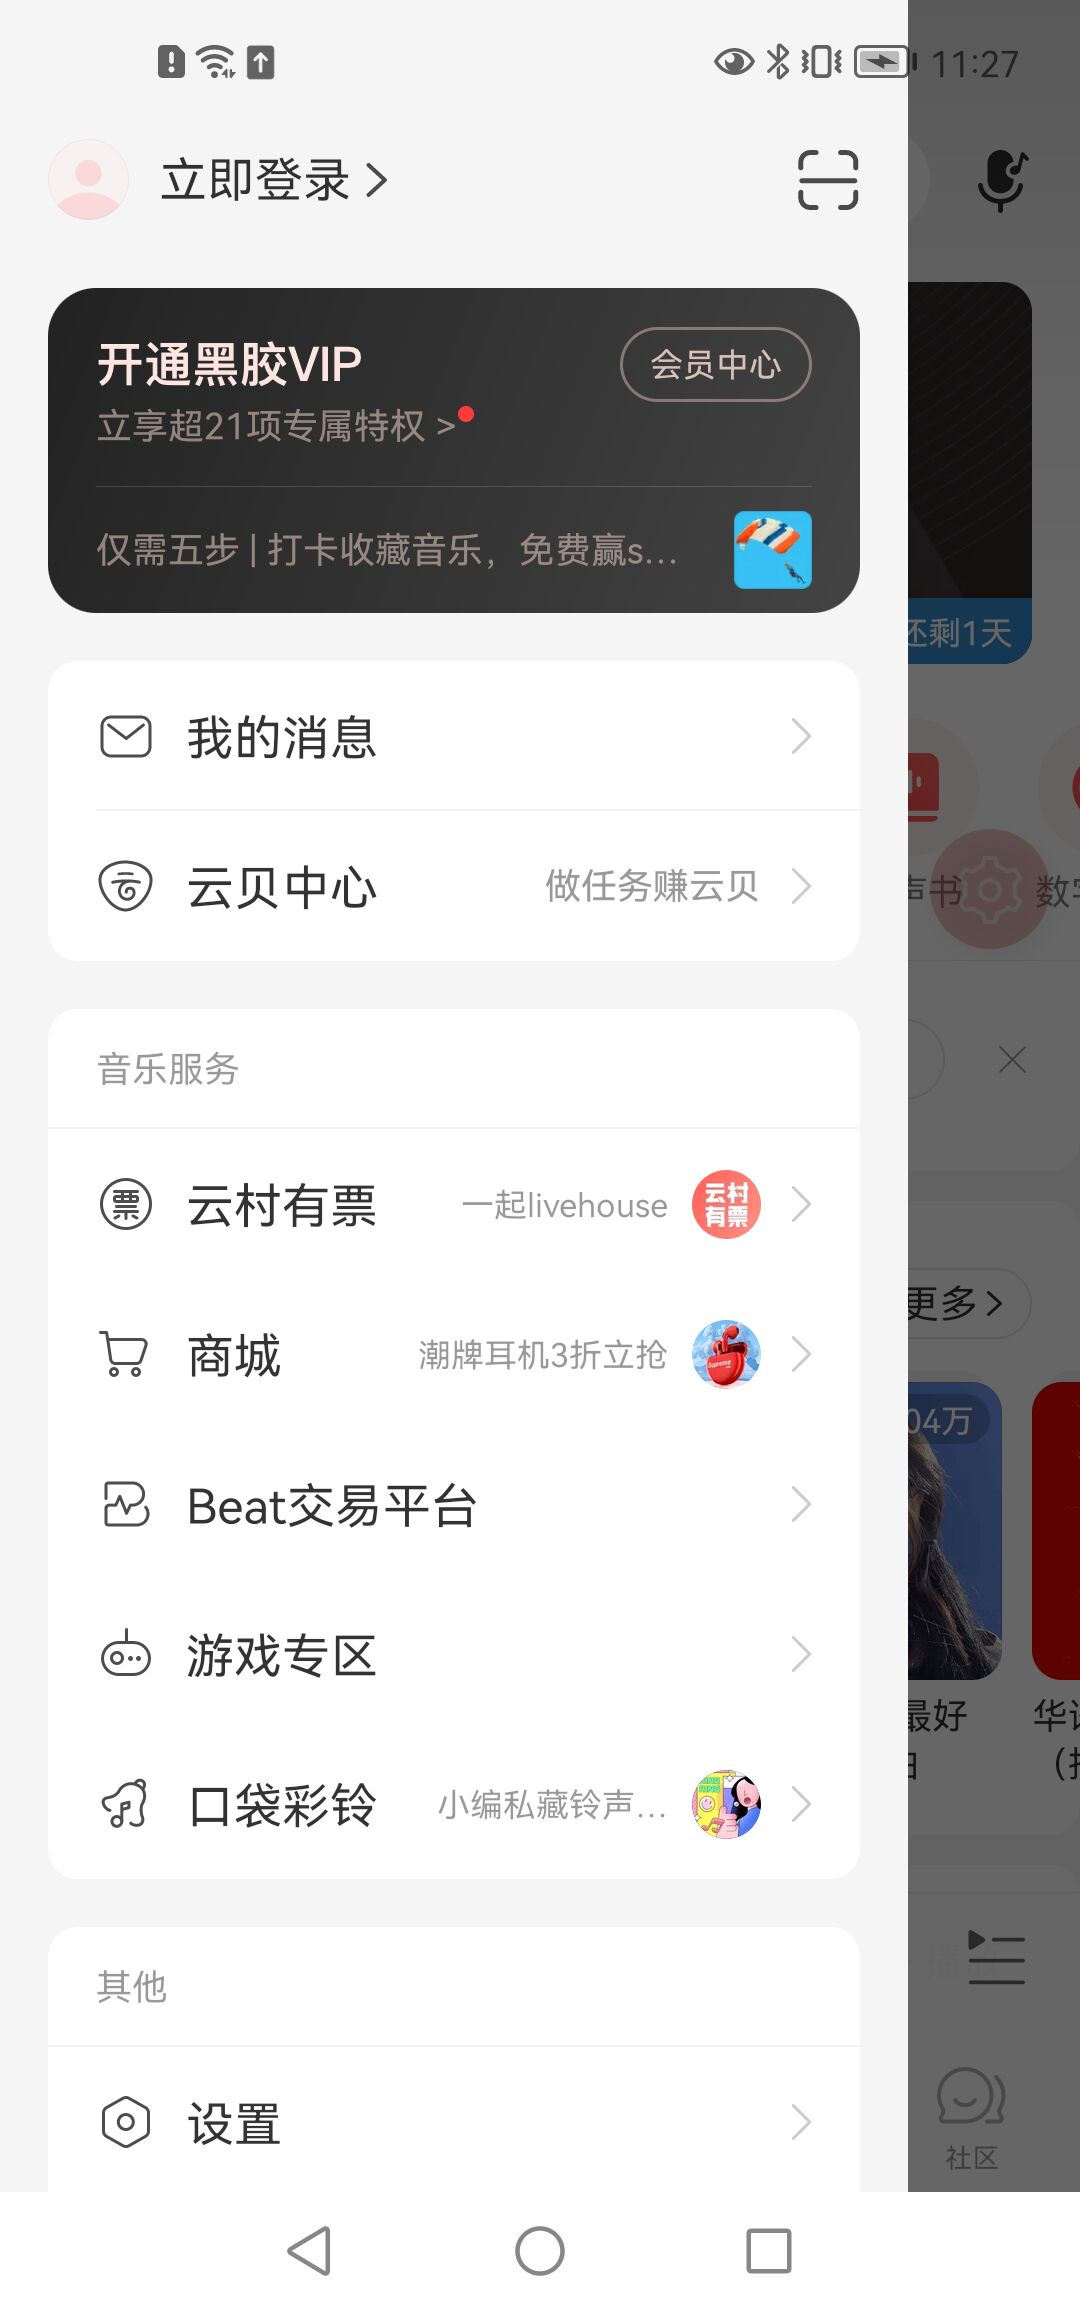 11:27
立即登录
开通黑胶VIP
会员中心
立享超21项专属特权 >
仅需五步 | 打卡收藏音乐，免费赢s...
还剩1天
我的消息
云贝中心
做任务赚云贝
声书
数字
音乐服务
票
云村有票
一起livehouse
云村
有票
更多
商城
潮牌耳机3折立抢
Supreme
04万
Beat交易平台
游戏专区
最好
口袋彩铃
小编私藏铃声...
其他
设置
社区